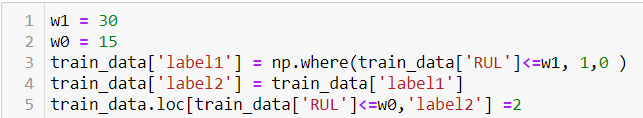 1 w1 = 30
2 w0 = 15
3 train_data['label1'] = np.where(train_data['RUL']<=w1, 1,0 )
4 train_data['label2'] = train_data['label1']
5 train_data.loc[train_data['RUL']<=w0,'label2'] =2